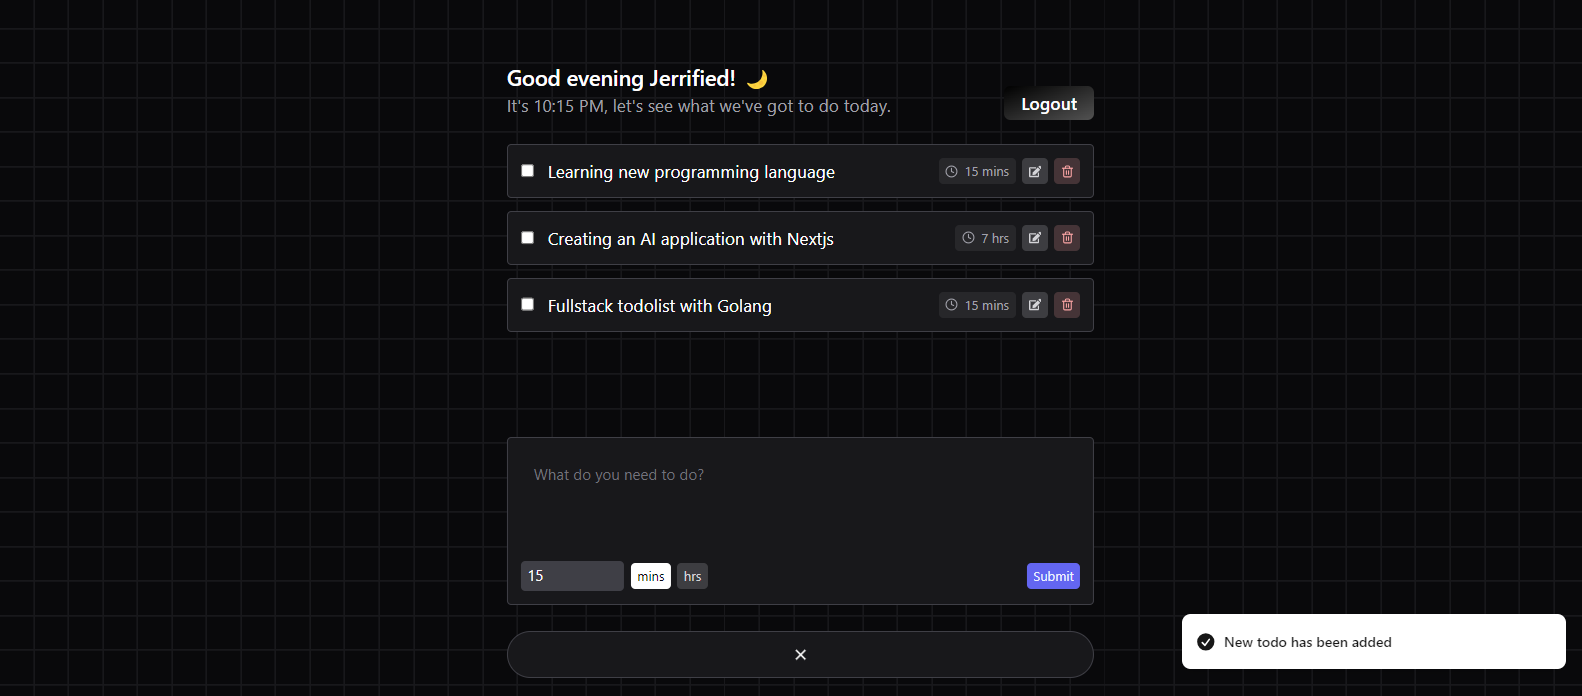 Good evening Jerrified! 🌙
It's 10:15 PM, let's see what we've got to do today.
Logout
Learning new programming language
15 mins
Creating an AI application with Nextjs
7 hrs
Fullstack todolist with Golang
15 mins
What do you need to do?
15
mins
hrs
Submit
New todo has been added